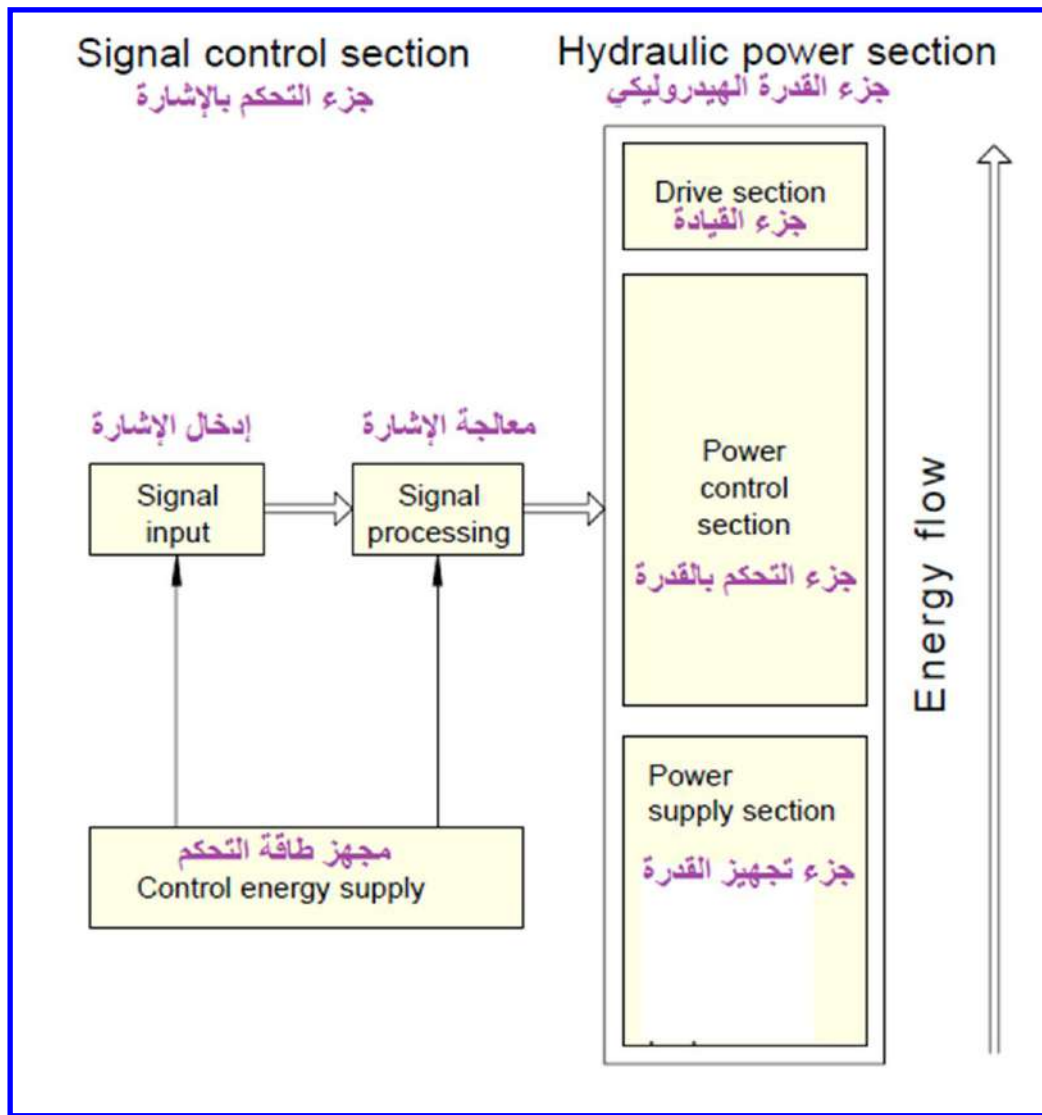 Signal control section
جزء التحكم بالإشارة
Hydraulic power section
جزء القدرة الهيدروليكي
Drive section
جزء القيادة
إدخال الإشارة
Signal
input
معالجة الإشارة
Signal
processing
Power
control
section
جزء التحكم بالقدرة
Energy flow
Power
supply section
جزء تجهيز القدرة
مجهز طاقة التحكم
Control energy supply